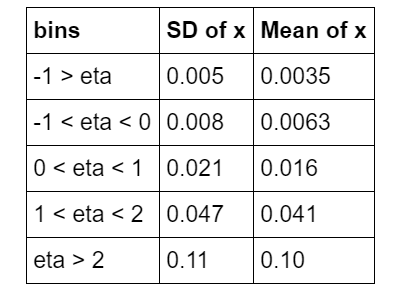 bins SD of x Mean of x
-1 > eta 0.005 0.0035
-1 < eta < 0 0.008 0.0063
0 < eta < 1 0.021 0.016
1 < eta < 2 0.047 0.041
eta > 2 0.11 0.10